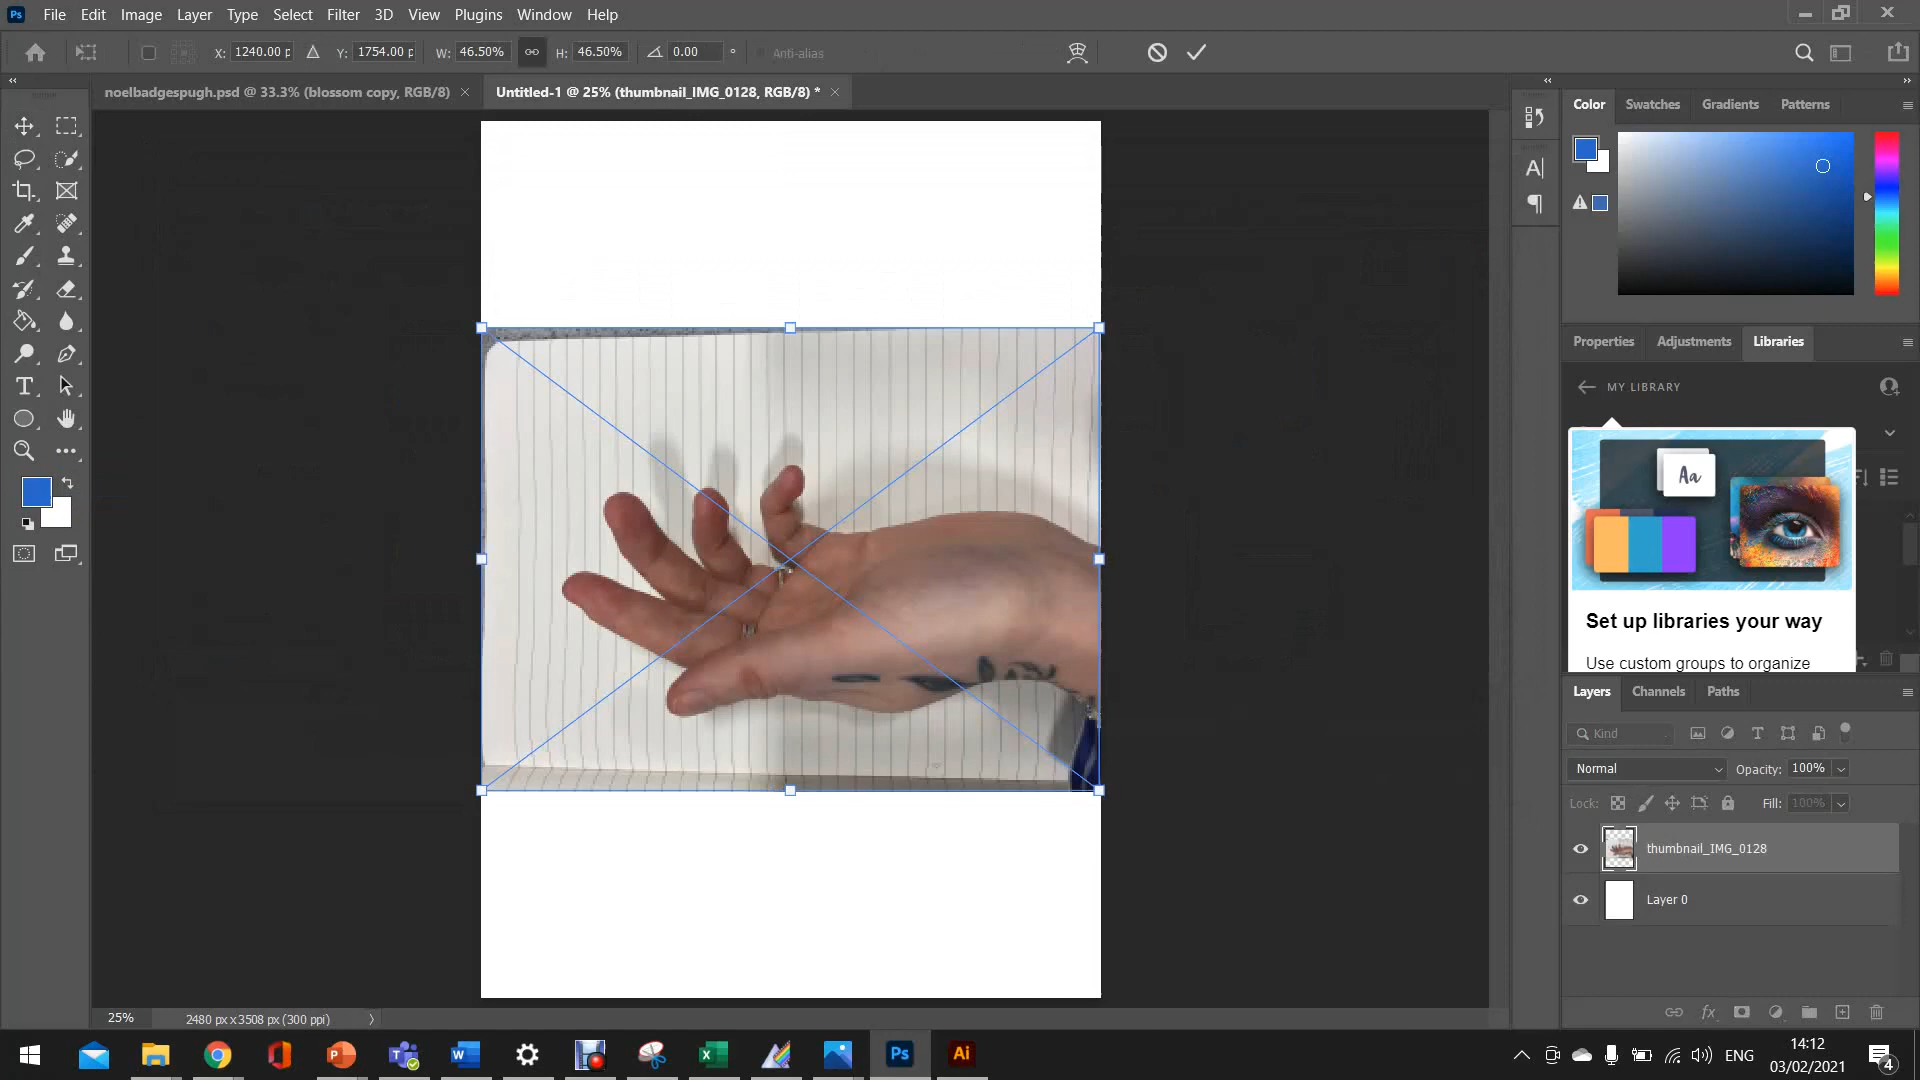 Ps File Edit Image Layer Type Select Filter 3D View Plugins Window Help
X: 1240.00 p Y: 1754.00 p W: 46.50% H: 46.50% 0.00 ° Anti-alias
noelbadgespugh.psd @ 33.3% (blossom copy, RGB/8) Untitled-1 @ 25% (thumbnail_IMG_0128, RGB/8) *
Color Swatches Gradients Patterns
Properties Adjustments Libraries
MY LIBRARY
Aa
Set up libraries your way
Use custom groups to organize
Layers Channels Paths
Kind
Normal Opacity: 100%
Lock: Fill: 100%
thumbnail_IMG_0128
Layer 0
25% 2480 px x 3508 px (300 ppi)
Ps Ai ENG 14:12
03/02/2021 4